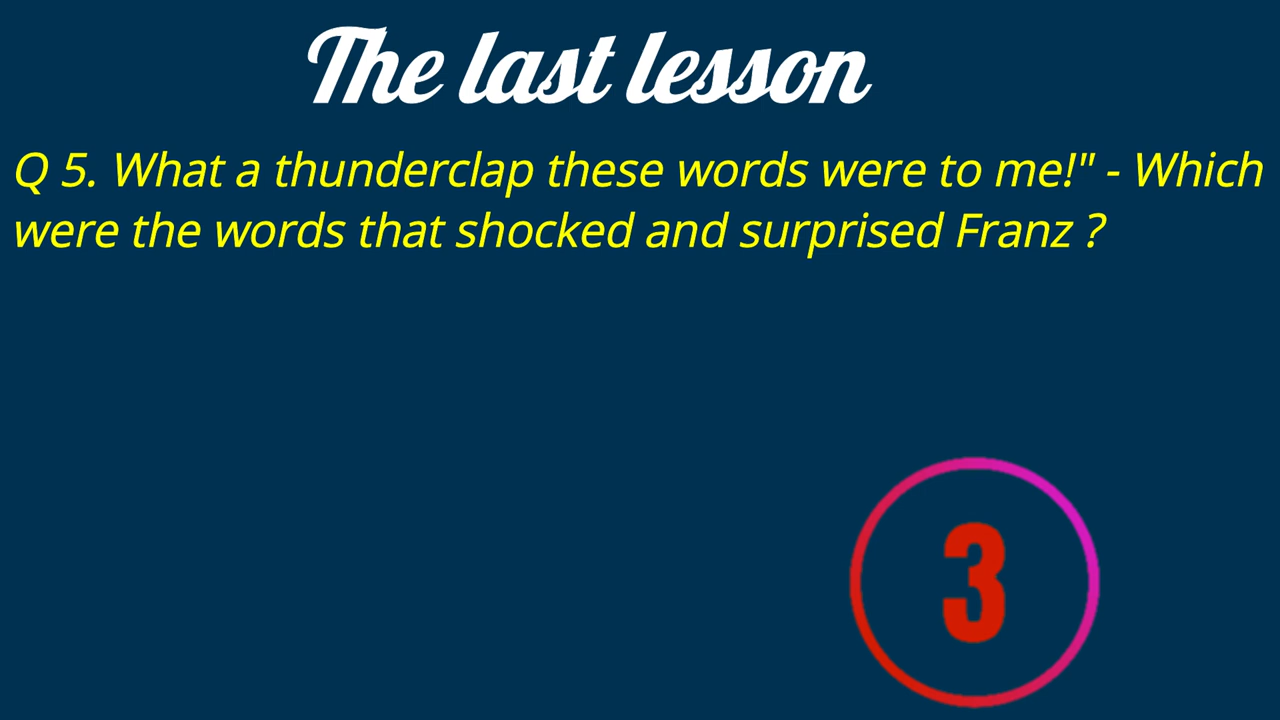 The last lesson
Q 5. What a thunderclap these words were to me!" - Which
were the words that shocked and surprised Franz ?
3